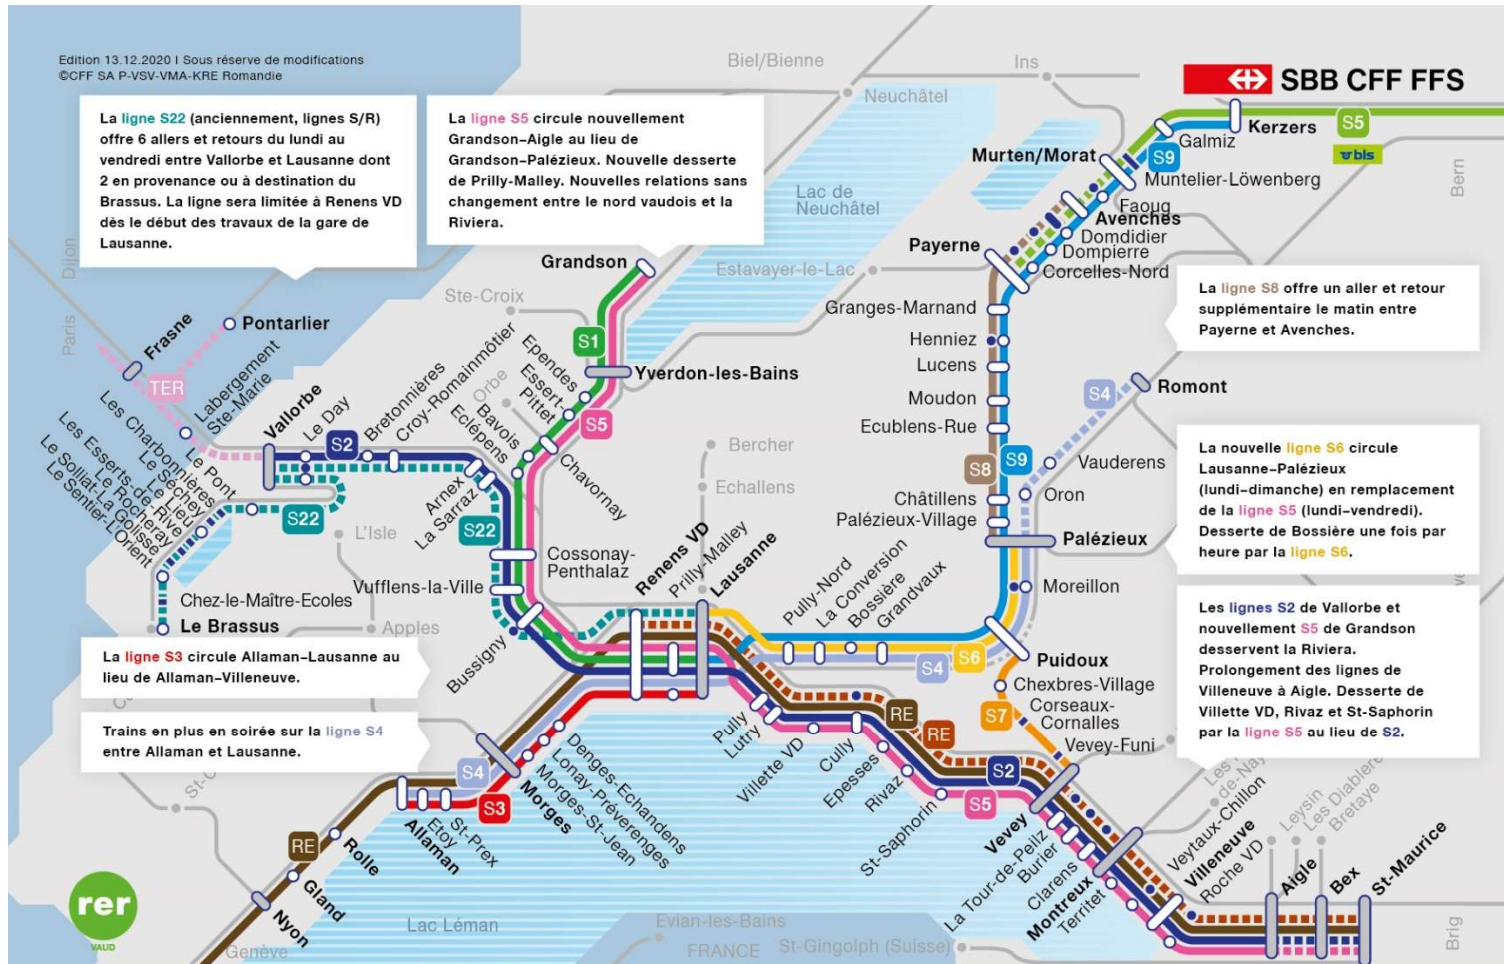 Edition 13.12.2020 I Sous réserve de modifications
©CFF SA P-VSV-VMA-KRE Romandie
SBB CFF FFS
La ligne S22 (anciennement, lignes S/R)
offre 6 allers et retours du lundi au
vendredi entre Vallorbe et Lausanne dont
2 en provenance ou à destination du
Brassus. La ligne sera limitée à Renens VD
dès le début des travaux de la gare de
Lausanne.
La ligne S5 circule nouvellement
Grandson–Aigle au lieu de
Grandson–Palézieux. Nouvelle desserte
de Prilly-Malley. Nouvelles relations sans
changement entre le nord vaudois et la
Riviera.
Biel/Bienne
Ins
Neuchâtel
Lac de
Neuchâtel
Estavayer-le-Lac
Kerzers
S5
bls
Galmiz
S9
Murten/Morat
Muntelier-Löwenberg
Faoug
Avenches
Domdidier
Dompierre
Corcelles-Nord
Payerne
Bern
La ligne S8 offre un aller et retour
supplémentaire le matin entre
Payerne et Avenches.
Granges-Marnand
Henniez
Lucens
Moudon
Ecublens-Rue
S8
S9
Châtillens
Palézieux-Village
Palézieux
S4
Romont
Vauderens
Oron
Moreillon
La nouvelle ligne S6 circule
Lausanne–Palézieux
(lundi–dimanche) en remplacement
de la ligne S5 (lundi–vendredi).
Desserte de Bossière une fois par
heure par la ligne S6.
Les lignes S2 de Vallorbe et
nouvellement S5 de Grandson
desservent la Riviera.
Prolongement des lignes de
Villeneuve à Aigle. Desserte de
Villette VD, Rivaz et St-Saphorin
par la ligne S5 au lieu de S2.
Dijon
Paris
Frasne
Pontarlier
TER
Labergement
Ste-Marie
Vallorbe
Le Day
S2
Bretonnières
Croy-Romainmôtier
Arnex
La Sarraz
S22
S22
Le Pont
Les Charbonnières
Le Séchey
Le Lieu
Les Esserts-de-Rive
Le Rocheray
Le Solliat-La Golisse
Le Sentier-L'Orient
Chez-le-Maître-Ecoles
Le Brassus
L'Isle
Apples
Ste-Croix
Orbe
Grandson
S1
Yverdon-les-Bains
S5
Ependes
Essert-
Pittet
Bavois
Eclépens
Chavornay
Cossonay-
Penthalaz
Vufflens-la-Ville
Bussigny
Bercher
Echallens
Renens VD
Prilly-Malley
Lausanne
Pully-Nord
La Conversion
Bossière
Grandvaux
S4
S6
Puidoux
Chexbres-Village
S7
Corseaux-
Cornalles
Vevey-Funi
La ligne S3 circule Allaman–Lausanne au
lieu de Allaman–Villeneuve.
Trains en plus en soirée sur la ligne S4
entre Allaman et Lausanne.
S4
S3
RE
Denges-Echandens
Lonay-Préverenges
Morges-St-Jean
Morges
St-Prex
Etoy
Allaman
Rolle
Gland
Nyon
Genève
Pully
Lutry
Villette VD
Cully
Epesses
Rivaz
St-Saphorin
RE
RE
S2
S5
Vevey
La Tour-de-Peilz
Burier
Clarens
Montreux
Territet
Veytaux-Chillon
Villeneuve
Roche VD
Aigle
Bex
St-Maurice
Leysin
Les Diablere
Bretaye
Brig
Lac Léman
Evian-les-Bains
FRANCE
St-Gingolph (Suisse)
rer
VAUD